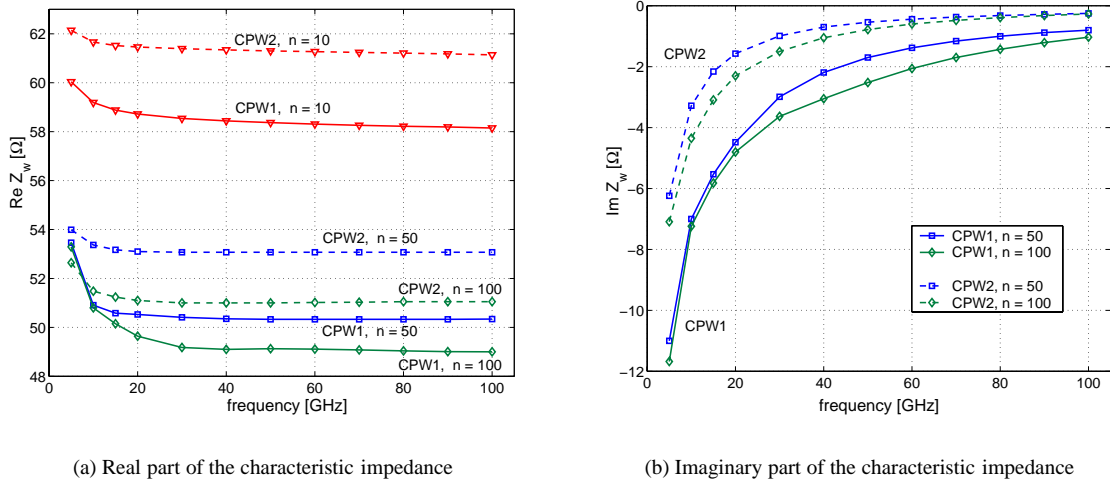 62
60
58
56
54
52
50
48
0
20
40
60
80
100
Re Z_w [Ω]
frequency [GHz]
CPW2, n = 10
CPW1, n = 10
CPW2, n = 50
CPW2, n = 100
CPW1, n = 50
CPW1, n = 100
(a) Real part of the characteristic impedance
0
−2
−4
−6
−8
−10
−12
0
20
40
60
80
100
Im Z_w [Ω]
frequency [GHz]
CPW2
CPW1
CPW1, n = 50
CPW1, n = 100
CPW2, n = 50
CPW2, n = 100
(b) Imaginary part of the characteristic impedance